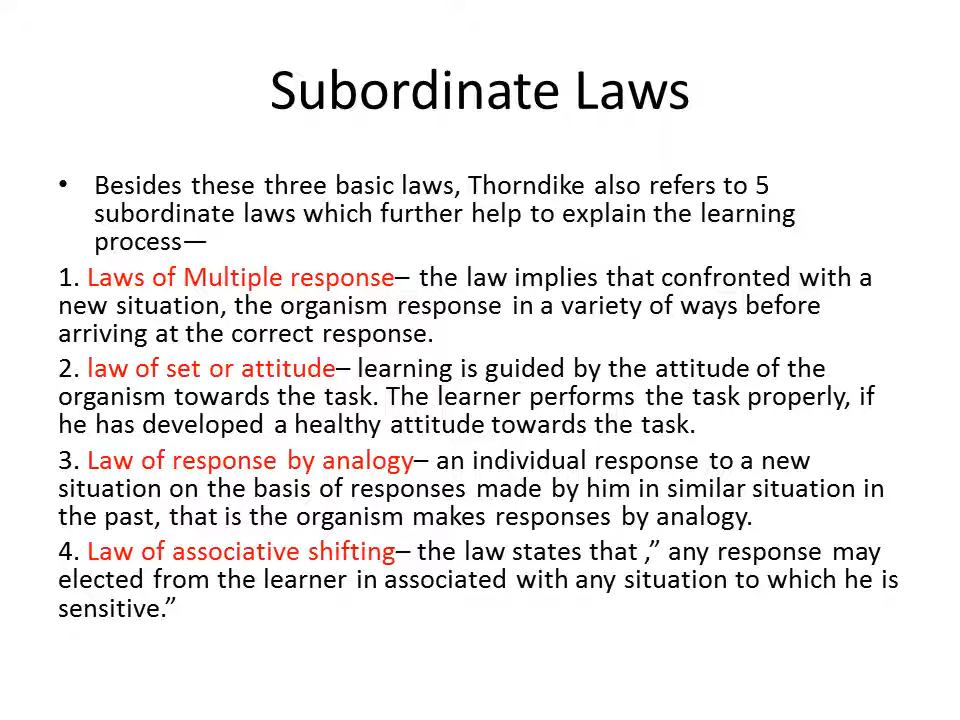 Subordinate Laws
• Besides these three basic laws, Thorndike also refers to 5
subordinate laws which further help to explain the learning
process—
1. Laws of Multiple response– the law implies that confronted with a
new situation, the organism response in a variety of ways before
arriving at the correct response.
2. law of set or attitude– learning is guided by the attitude of the
organism towards the task. The learner performs the task properly, if
he has developed a healthy attitude towards the task.
3. Law of response by analogy– an individual response to a new
situation on the basis of responses made by him in similar situation in
the past, that is the organism makes responses by analogy.
4. Law of associative shifting– the law states that ,” any response may
elected from the learner in associated with any situation to which he is
sensitive.”